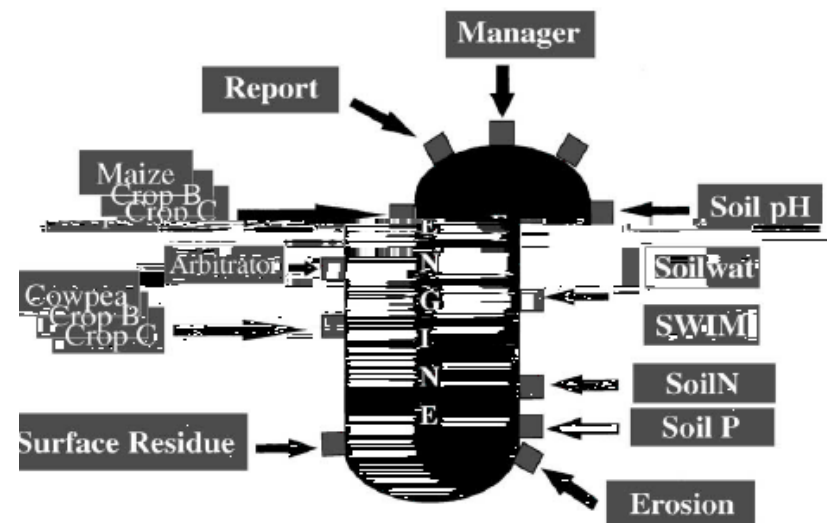 Manager
Report
Maize
Crop B
Crop C
Soil pH
Arbitrator
Soilwat
Cowpea
Crop B
Crop C
SWIM
SoilN
Soil P
Surface Residue
Erosion
E
N
G
I
N
E